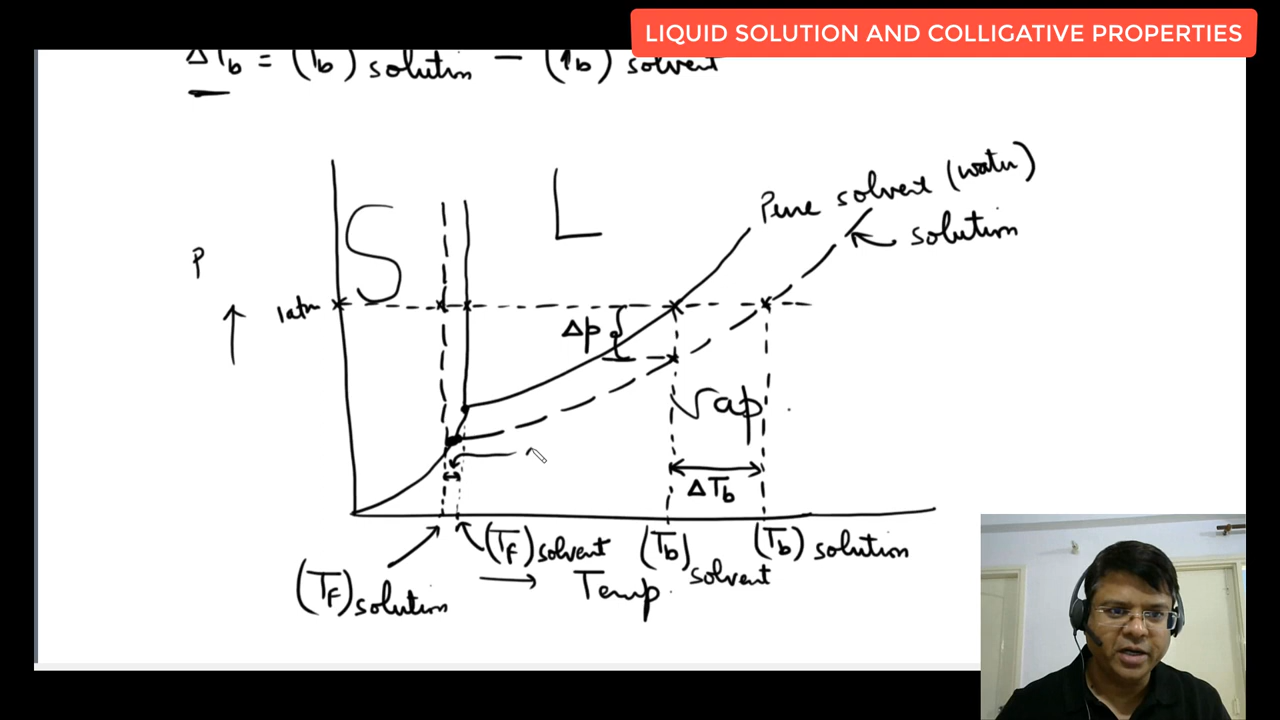 LIQUID SOLUTION AND COLLIGATIVE PROPERTIES
ΔTb = (Tb) solution - (Tb) solvent
S
L
Pure solvent (water)
solution
P
1atm
Δp
Vap
ΔTb
(TF) solvent
(Tb) solvent
(Tb) solution
(TF) solution
Temp.